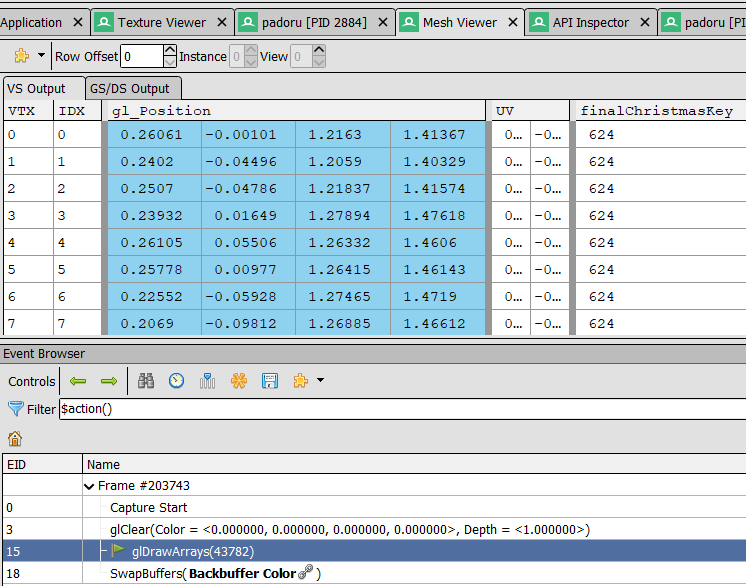 Application Texture Viewer padoru [PID 2884] Mesh Viewer API Inspector padoru [PI
Row Offset 0 Instance 0 View 0
VS Output GS/DS Output
VTX IDX gl_Position UV finalChristmasKey
0 0 0.26061 -0.00101 1.2163 1.41367 0... -0... 624
1 1 0.2402 -0.04496 1.2059 1.40329 0... -0... 624
2 2 0.2507 -0.04786 1.21837 1.41574 0... -0... 624
3 3 0.23932 0.01649 1.27894 1.47618 0... -0... 624
4 4 0.26105 0.05506 1.26332 1.4606 0... -0... 624
5 5 0.25778 0.00977 1.26415 1.46143 0... -0... 624
6 6 0.22552 -0.05928 1.27465 1.4719 0... -0... 624
7 7 0.2069 -0.09812 1.26885 1.46612 0... -0... 624
Event Browser
Controls
Filter $action()
EID Name
Frame #203743
0 Capture Start
3 glClear(Color = <0.000000, 0.000000, 0.000000, 0.000000>, Depth = <1.000000>)
15 glDrawArrays(43782)
18 SwapBuffers( Backbuffer Color )